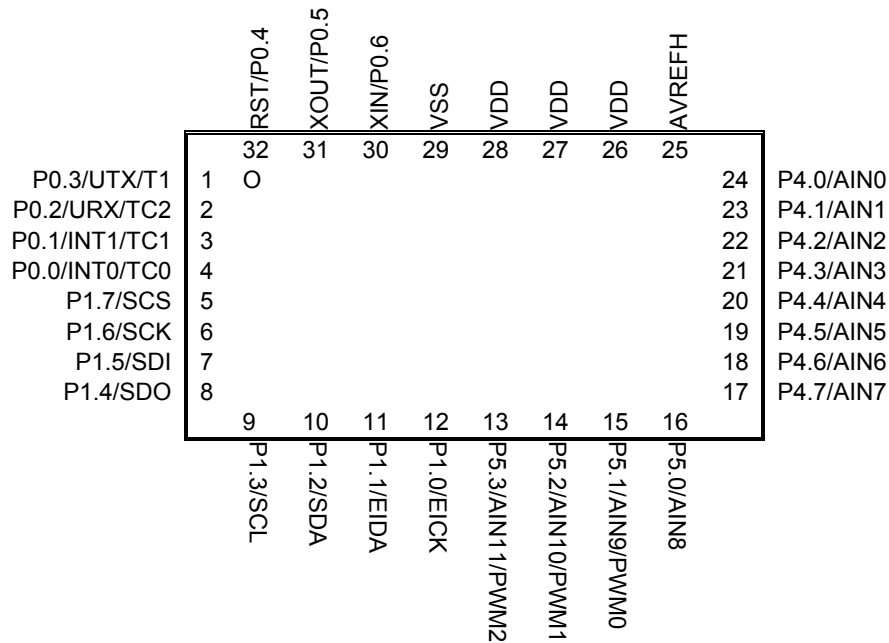 RST/P0.4
XOUT/P0.5
XIN/P0.6
VSS
VDD
VDD
VDD
AVREFH
32 31 30 29 28 27 26 25
P0.3/UTX/T1 1 O 24 P4.0/AIN0
P0.2/URX/TC2 2 23 P4.1/AIN1
P0.1/INT1/TC1 3 22 P4.2/AIN2
P0.0/INT0/TC0 4 21 P4.3/AIN3
P1.7/SCS 5 20 P4.4/AIN4
P1.6/SCK 6 19 P4.5/AIN5
P1.5/SDI 7 18 P4.6/AIN6
P1.4/SDO 8 17 P4.7/AIN7
9 10 11 12 13 14 15 16
P1.3/SCL
P1.2/SDA
P1.1/EIDA
P1.0/EICK
P5.3/AIN11/PWM2
P5.2/AIN10/PWM1
P5.1/AIN9/PWM0
P5.0/AIN8